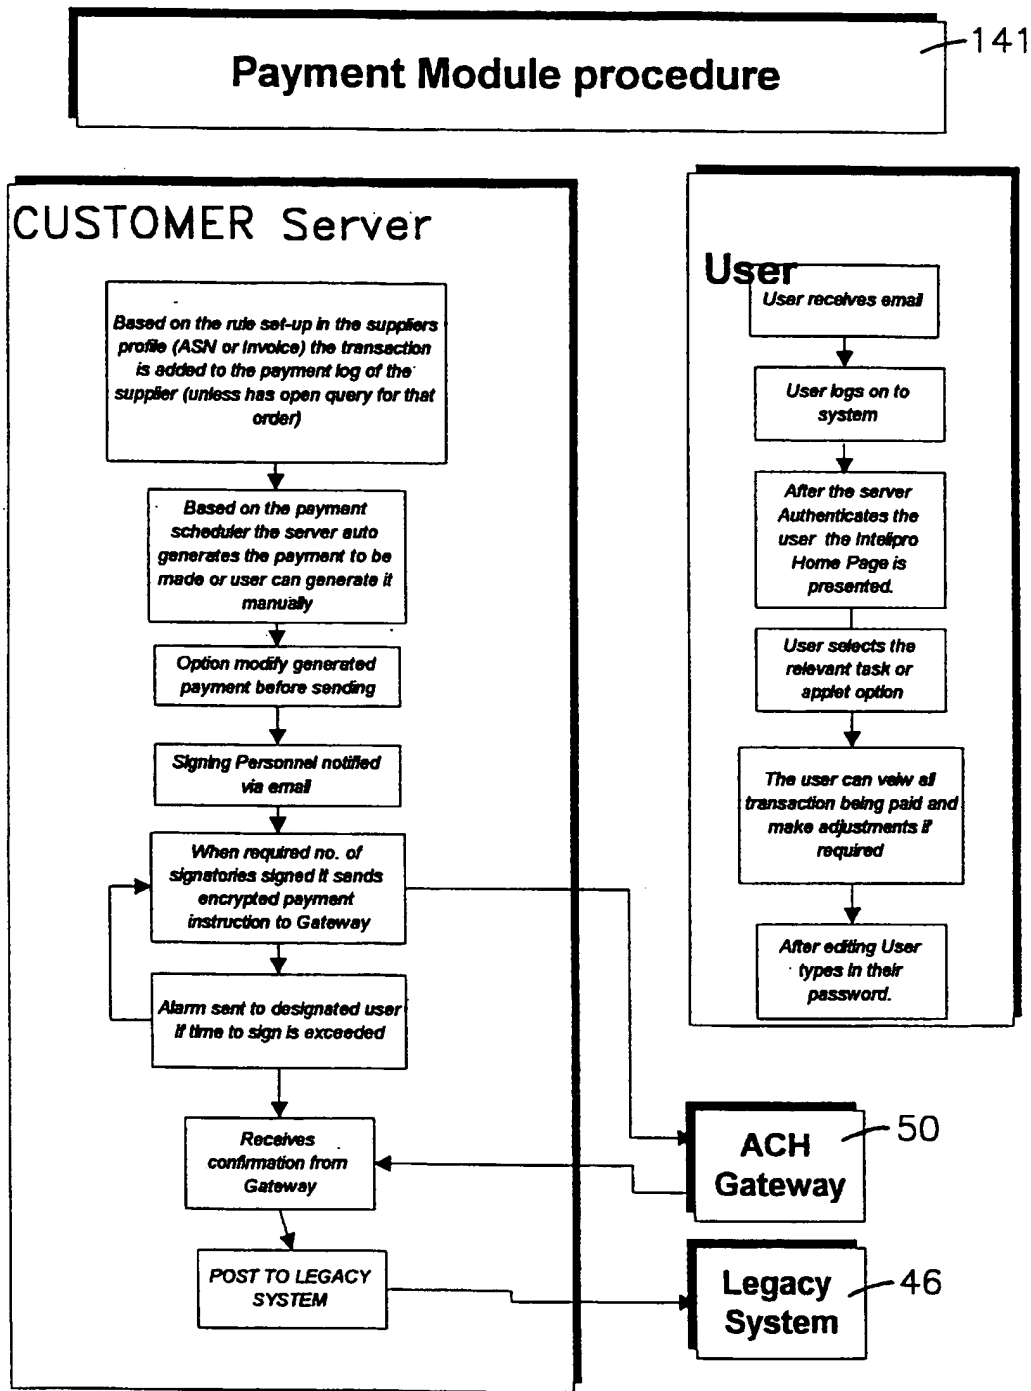 Payment Module procedure
141
CUSTOMER Server
Based on the rule set-up in the suppliers
profile (ASN or Invoice) the transaction
is added to the payment log of the
supplier (unless has open query for that
order)
Based on the payment
scheduler the server auto
generates the payment to be
made or user can generate it
manually
Option modify generated
payment before sending
Signing Personnel notified
via email
When required no. of
signatories signed it sends
encrypted payment
instruction to Gateway
Alarm sent to designated user
if time to sign is exceeded
Receives
confirmation from
Gateway
POST TO LEGACY
SYSTEM
User
User receives email
User logs on to
system
After the server
Authenticates the
user the Intelipro
Home Page is
presented.
User selects the
relevant task or
applet option
The user can veiw all
transaction being paid and
make adjustments if
required
After editing User
types in their
password.
ACH
Gateway
50
Legacy
System
46